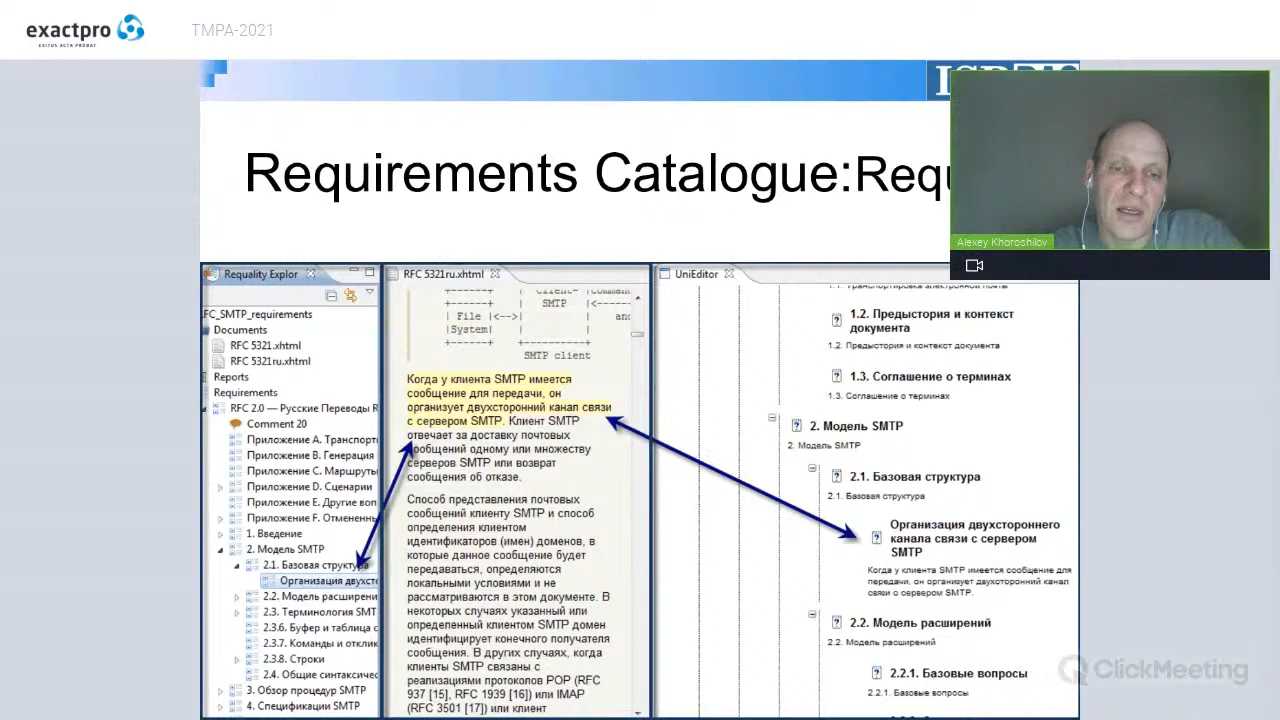 exactpro
EXITUS ACTA PROBAT
TMPA-2021
Requirements Catalogue:Requ
Alexey Khoroshilov
Requality Explor
FC_SMTP_requirements
Documents
RFC 5321.xhtml
RFC 5321ru.xhtml
Reports
Requirements
RFC 2.0 — Русские Переводы R
Comment 20
Приложение A. Транспорт
Приложение B. Генерация
Приложение C. Маршруты
Приложение D. Сценарии
Приложение E. Другие воп
Приложение F. Отмененны
1. Введение
2. Модель SMTP
2.1. Базовая структура
Организация двухсто
2.2. Модель расширени
2.3. Терминология SMT
2.3.6. Буфер и таблица с
2.3.7. Команды и отклик
2.3.8. Строки
2.4. Общие синтаксичес
3. Обзор процедур SMTP
4. Спецификации SMTP
RFC 5321ru.xhtml
+------+ | Client- |
+------+ | SMTP |<------
| File |<-->| | and
|System| | |
+------+ +----------+
SMTP client
Когда у клиента SMTP имеется
сообщение для передачи, он
организует двухсторонний канал связи
с сервером SMTP. Клиент SMTP
отвечает за доставку почтовых
сообщений одному или множеству
серверов SMTP или возврат
сообщения об отказе.
Способ представления почтовых
сообщений клиенту SMTP и способ
определения клиентом
идентификаторов (имен) доменов, в
которые данное сообщение будет
передаваться, определяются
локальными условиями и не
рассматриваются в этом документе. В
некоторых случаях указанный или
определенный клиентом SMTP домен
идентифицирует конечного получателя
сообщения. В других случаях, когда
клиенты SMTP связаны с
реализациями протоколов POP (RFC
937 [15], RFC 1939 [16]) или IMAP
(RFC 3501 [17]) или клиент
UniEditor
1.1. Транспортировка электронной почты
1.2. Предыстория и контекст
документа
1.2. Предыстория и контекст документа
1.3. Соглашение о терминах
1.3. Соглашение о терминах
2. Модель SMTP
2. Модель SMTP
2.1. Базовая структура
2.1. Базовая структура
Организация двухстороннего
канала связи с сервером
SMTP
Когда у клиента SMTP имеется сообщение для
передачи, он организует двухсторонний канал
связи с сервером SMTP.
2.2. Модель расширений
2.2. Модель расширений
2.2.1. Базовые вопросы
2.2.1. Базовые вопросы
ClickMeeting